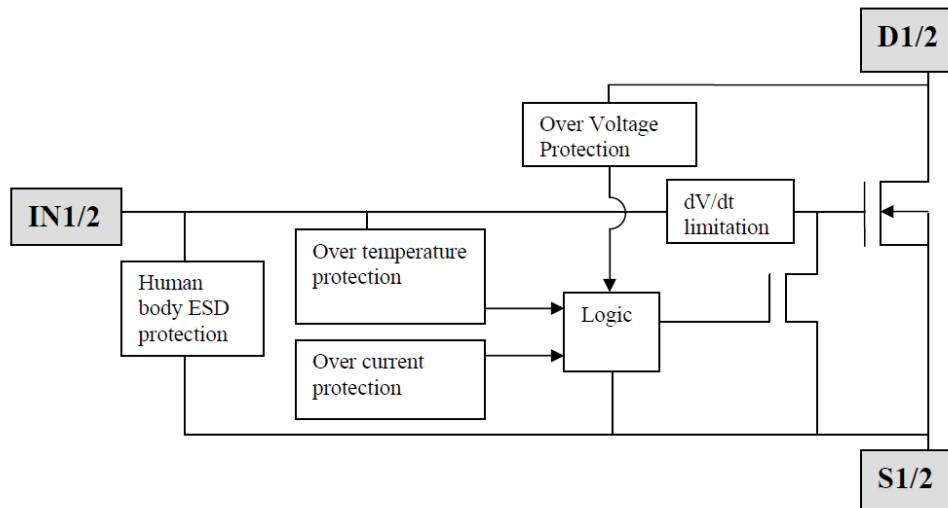 D1/2
Over Voltage
Protection
IN1/2
dV/dt
limitation
Over temperature
protection
Human
body ESD
protection
Logic
Over current
protection
S1/2